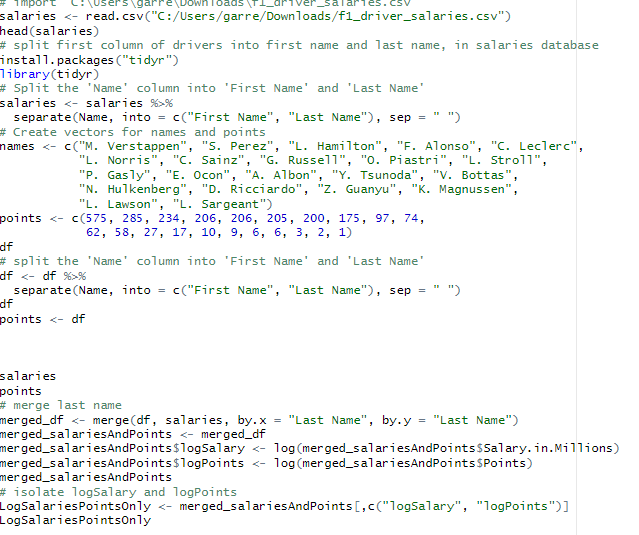 # import C:\Users\garre\Downloads\f1_driver_salaries.csv
salaries <- read.csv("C:/Users/garre/Downloads/f1_driver_salaries.csv")
head(salaries)
# split first column of drivers into first name and last name, in salaries database
install.packages("tidyr")
library(tidyr)
# Split the 'Name' column into 'First Name' and 'Last Name'
salaries <- salaries %>%
  separate(Name, into = c("First Name", "Last Name"), sep = " ")
# Create vectors for names and points
names <- c("M. Verstappen", "S. Perez", "L. Hamilton", "F. Alonso", "C. Leclerc",
           "L. Norris", "C. Sainz", "G. Russell", "O. Piastri", "L. Stroll",
           "P. Gasly", "E. Ocon", "A. Albon", "Y. Tsunoda", "V. Bottas",
           "N. Hulkenberg", "D. Ricciardo", "Z. Guanyu", "K. Magnussen",
           "L. Lawson", "L. Sargeant")
points <- c(575, 285, 234, 206, 206, 205, 200, 175, 97, 74,
            62, 58, 27, 17, 10, 9, 6, 6, 3, 2, 1)
df
# split the 'Name' column into 'First Name' and 'Last Name'
df <- df %>%
  separate(Name, into = c("First Name", "Last Name"), sep = " ")
df
points <- df
salaries
points
# merge last name
merged_df <- merge(df, salaries, by.x = "Last Name", by.y = "Last Name")
merged_salariesAndPoints <- merged_df
merged_salariesAndPoints$logSalary <- log(merged_salariesAndPoints$Salary.in.Millions)
merged_salariesAndPoints$logPoints <- log(merged_salariesAndPoints$Points)
merged_salariesAndPoints
# isolate logSalary and logPoints
LogSalariesPointsOnly <- merged_salariesAndPoints[,c("logSalary", "logPoints")]
LogSalariesPointsOnly